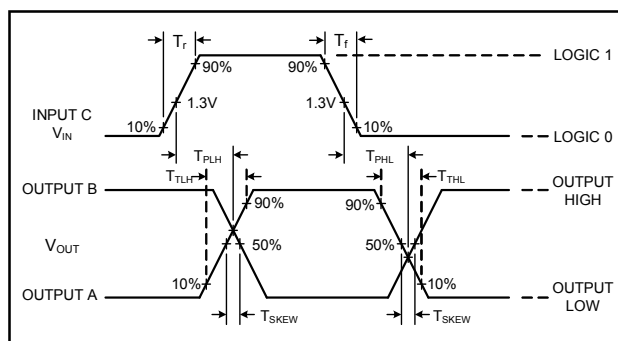 Tr
Tf
90%
90%
LOGIC 1
1.3V
1.3V
INPUT C
VIN
10%
10%
LOGIC 0
TPLH
TPHL
TTLH
TTHL
OUTPUT B
OUTPUT
HIGH
90%
90%
VOUT
50%
50%
10%
10%
OUTPUT A
OUTPUT
LOW
TSKEW
TSKEW